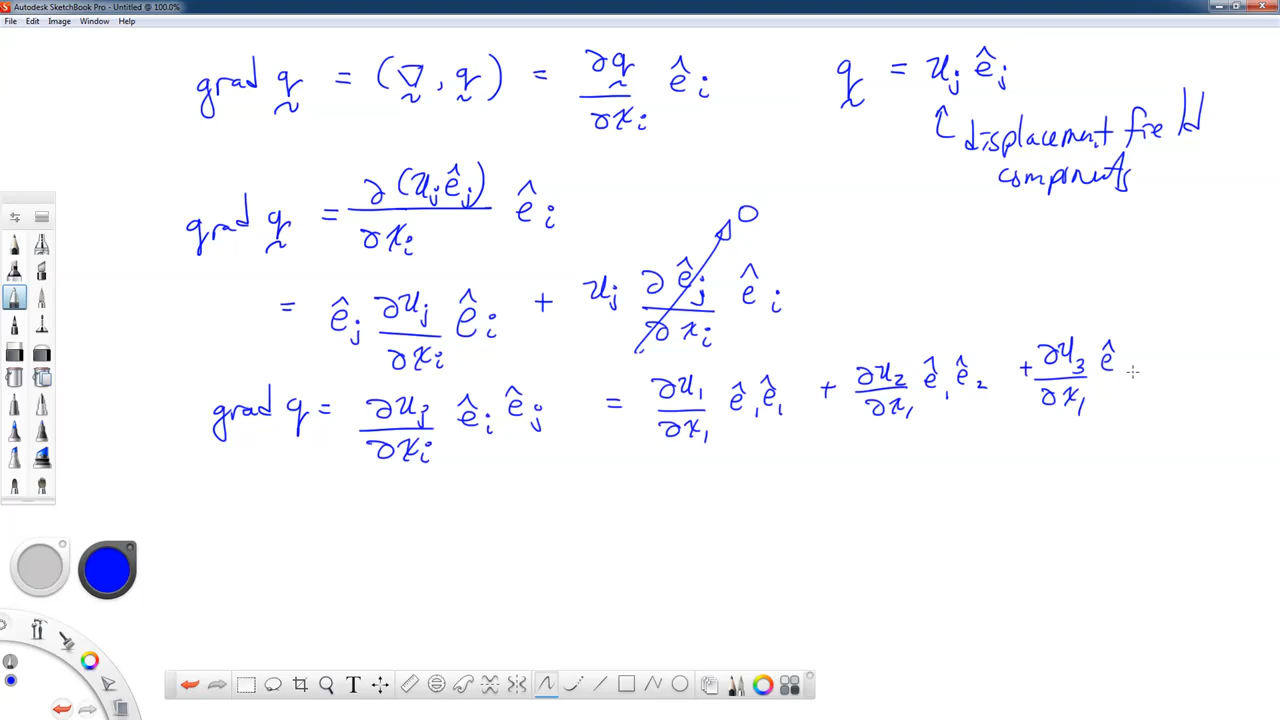 Autodesk SketchBook Pro - Untitled @ 100.0%
File Edit Image Window Help
grad q̰ = (∇̰, q̰) = ∂q̰/∂xᵢ êᵢ q̰ = uⱼ êⱼ
↑ displacement field
components
grad q̰ = ∂(uⱼêⱼ)/∂xᵢ êᵢ
0
= êⱼ ∂uⱼ/∂xᵢ êᵢ + uⱼ ∂êⱼ/∂xᵢ êᵢ
grad q = ∂uⱼ/∂xᵢ êᵢ êⱼ = ∂u₁/∂x₁ ê₁ê₁ + ∂u₂/∂x₁ ê₁ê₂ + ∂u₃/∂x₁ ê
T